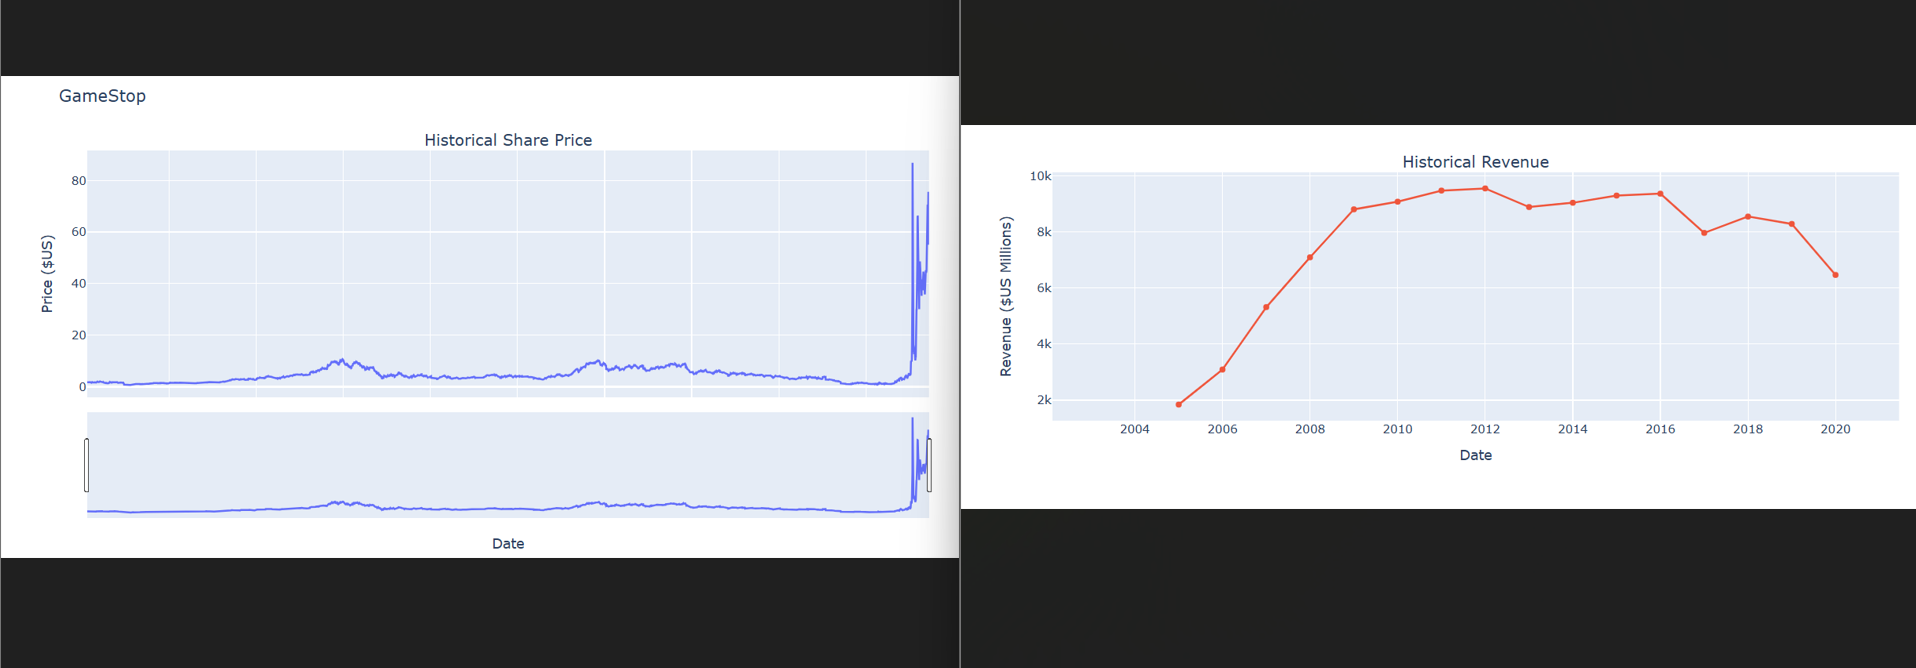 GameStop
Historical Share Price
80
60
40
20
0
Price ($US)
Date
Historical Revenue
10k
8k
6k
4k
2k
Revenue ($US Millions)
2004 2006 2008 2010 2012 2014 2016 2018 2020
Date